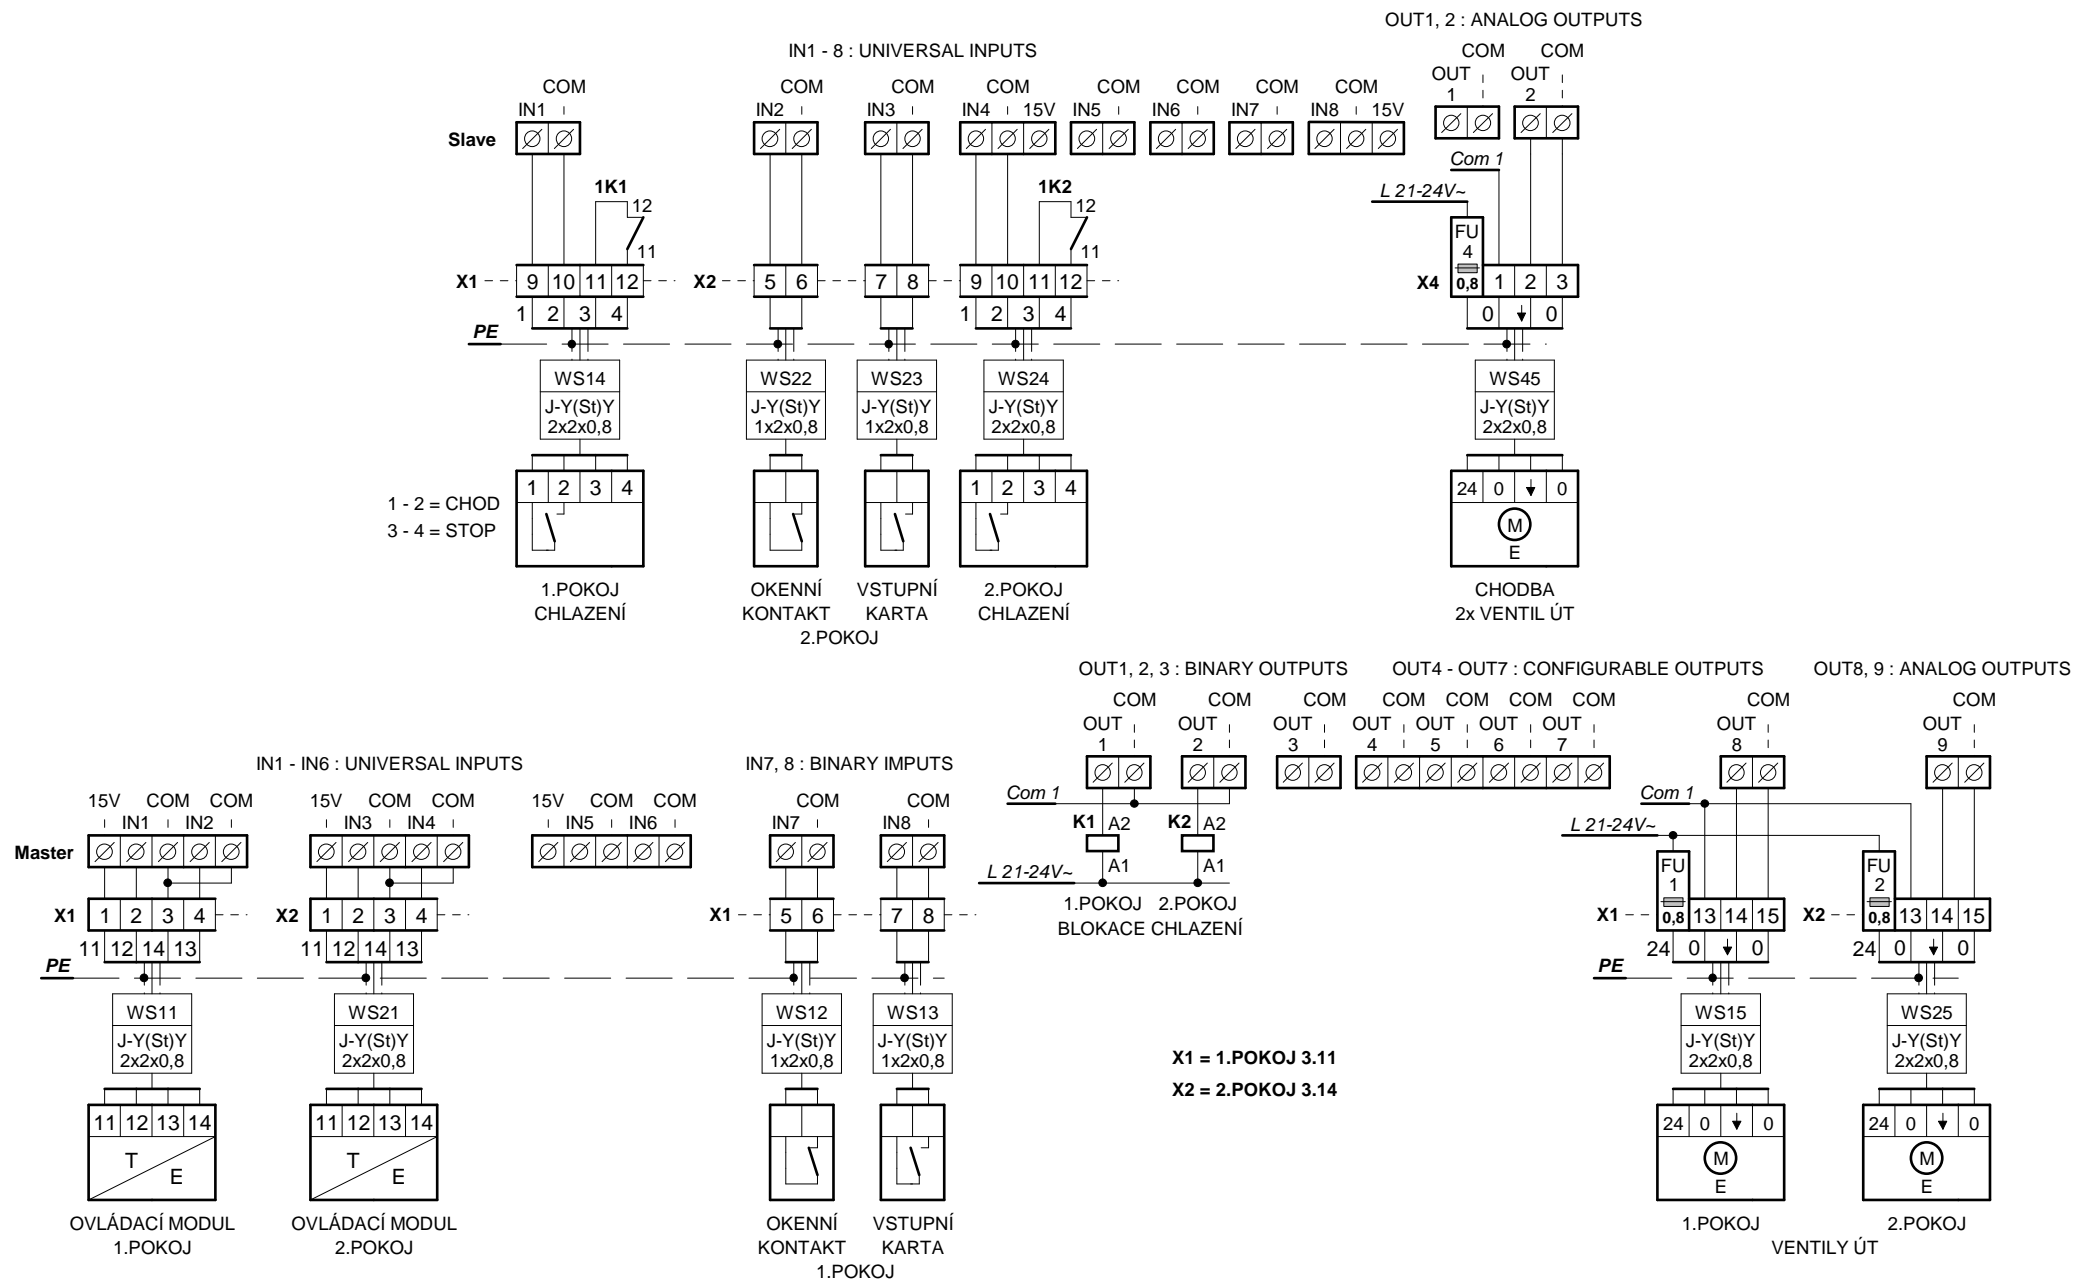 OUT1, 2 : ANALOG OUTPUTS
IN1 - 8 : UNIVERSAL INPUTS
COM COM
OUT OUT
1 2
COM COM COM COM COM COM COM COM
IN1 IN2 IN3 IN4 15V IN5 IN6 IN7 IN8 15V
Slave
Com 1
L 21-24V~
1K1 1K2
12 12
11 11
FU
4
0,8
X1 9 10 11 12 X2 5 6 7 8 9 10 11 12 X4 1 2 3
1 2 3 4 1 2 3 4 0 0
PE
WS14 WS22 WS23 WS24 WS45
J-Y(St)Y J-Y(St)Y J-Y(St)Y J-Y(St)Y J-Y(St)Y
2x2x0,8 1x2x0,8 1x2x0,8 2x2x0,8 2x2x0,8
1 2 3 4 1 2 3 4 24 0 0
1 - 2 = CHOD
3 - 4 = STOP
M
E
1.POKOJ OKENNÍ VSTUPNÍ 2.POKOJ CHODBA
CHLAZENÍ KONTAKT KARTA CHLAZENÍ 2x VENTIL ÚT
2.POKOJ
OUT1, 2, 3 : BINARY OUTPUTS OUT4 - OUT7 : CONFIGURABLE OUTPUTS OUT8, 9 : ANALOG OUTPUTS
COM COM COM COM COM COM COM COM COM
OUT OUT OUT OUT OUT OUT OUT OUT OUT
1 2 3 4 5 6 7 8 9
IN1 - IN6 : UNIVERSAL INPUTS IN7, 8 : BINARY IMPUTS
15V COM COM 15V COM COM 15V COM COM COM COM
IN1 IN2 IN3 IN4 IN5 IN6 IN7 IN8
Master
Com 1 Com 1
K1 A2 K2 A2
L 21-24V~
A1 A1
L 21-24V~
FU FU
1 2
0,8 0,8
1.POKOJ 2.POKOJ
BLOKACE CHLAZENÍ
X1 1 2 3 4 X2 1 2 3 4 X1 5 6 7 8 X1 13 14 15 X2 13 14 15
11 12 14 13 11 12 14 13 24 0 0 24 0 0
PE PE
WS11 WS21 WS12 WS13 WS15 WS25
J-Y(St)Y J-Y(St)Y J-Y(St)Y J-Y(St)Y J-Y(St)Y J-Y(St)Y
2x2x0,8 2x2x0,8 1x2x0,8 1x2x0,8 2x2x0,8 2x2x0,8
X1 = 1.POKOJ 3.11
X2 = 2.POKOJ 3.14
11 12 13 14 11 12 13 14 24 0 0 24 0 0
T T M M
E E E E
OVLÁDACÍ MODUL OVLÁDACÍ MODUL OKENNÍ VSTUPNÍ 1.POKOJ 2.POKOJ
1.POKOJ 2.POKOJ KONTAKT KARTA VENTILY ÚT
1.POKOJ